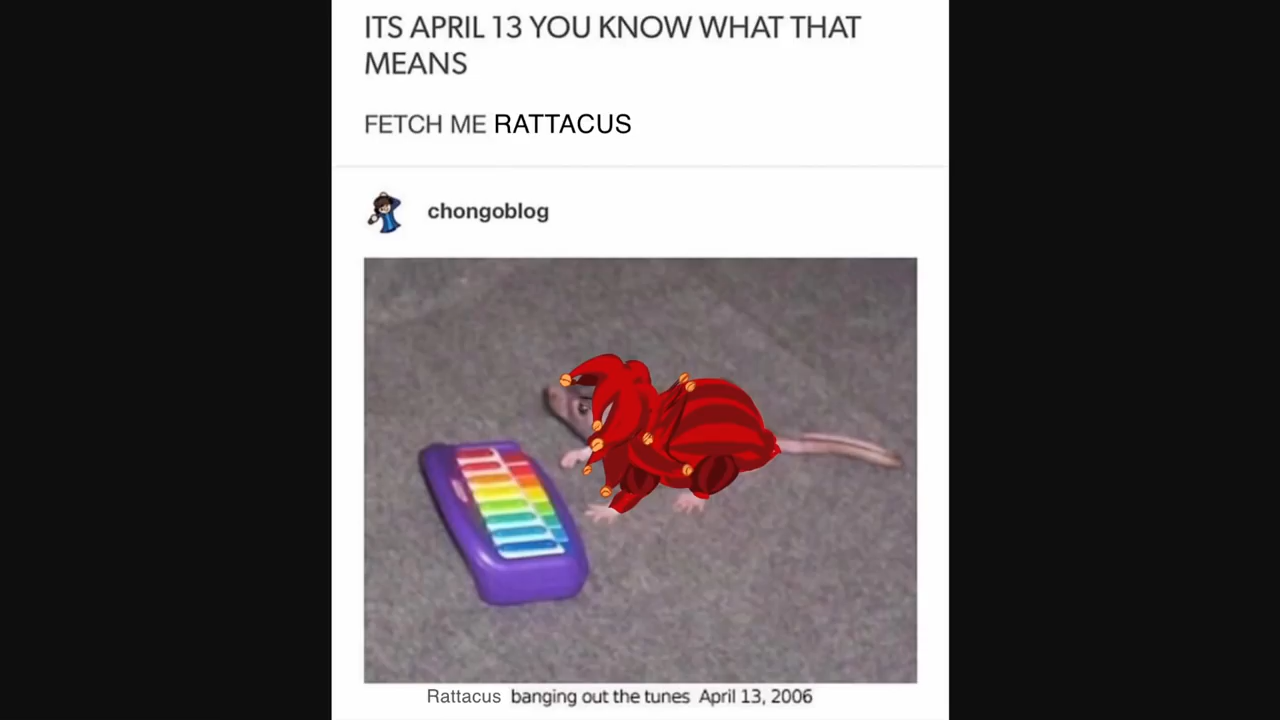 ITS APRIL 13 YOU KNOW WHAT THAT
MEANS
FETCH ME RATTACUS
chongoblog
Rattacus banging out the tunes April 13, 2006